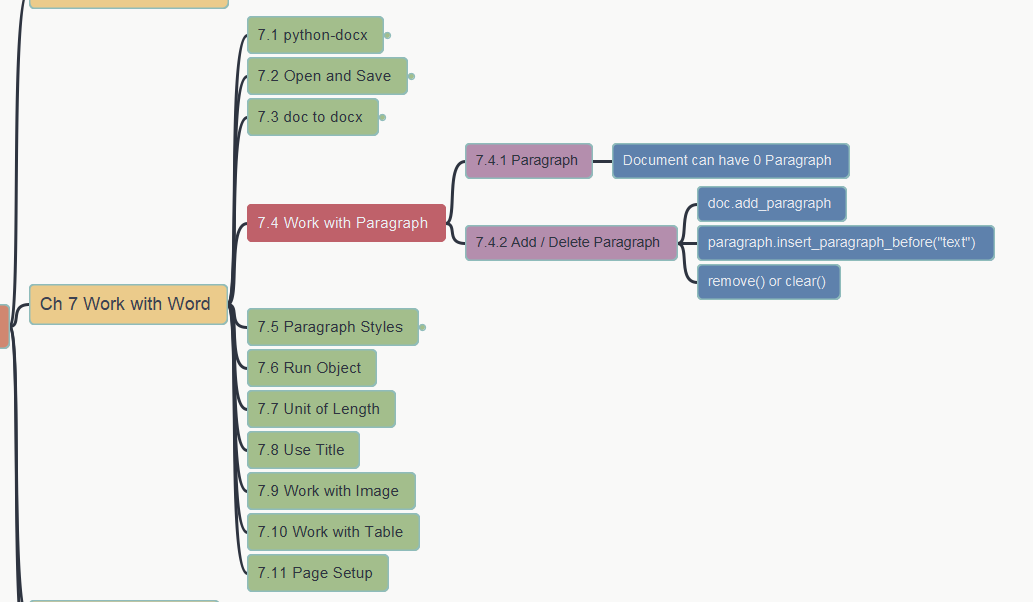 7.1 python-docx
7.2 Open and Save
7.3 doc to docx
7.4 Work with Paragraph
7.4.1 Paragraph
Document can have 0 Paragraph
7.4.2 Add / Delete Paragraph
doc.add_paragraph
paragraph.insert_paragraph_before("text")
remove() or clear()
Ch 7 Work with Word
7.5 Paragraph Styles
7.6 Run Object
7.7 Unit of Length
7.8 Use Title
7.9 Work with Image
7.10 Work with Table
7.11 Page Setup